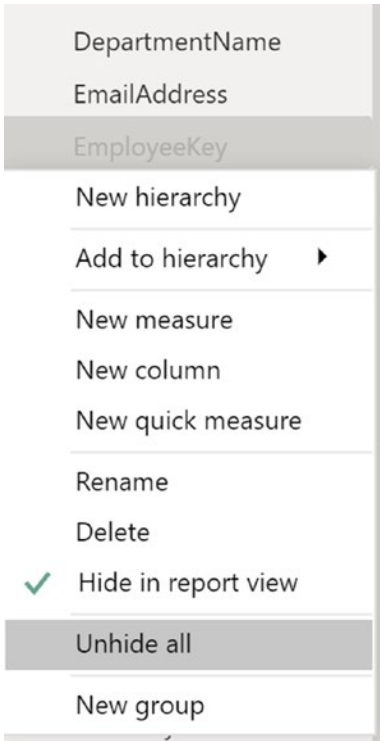 DepartmentName
EmailAddress
EmployeeKey
New hierarchy
Add to hierarchy
New measure
New column
New quick measure
Rename
Delete
Hide in report view
Unhide all
New group